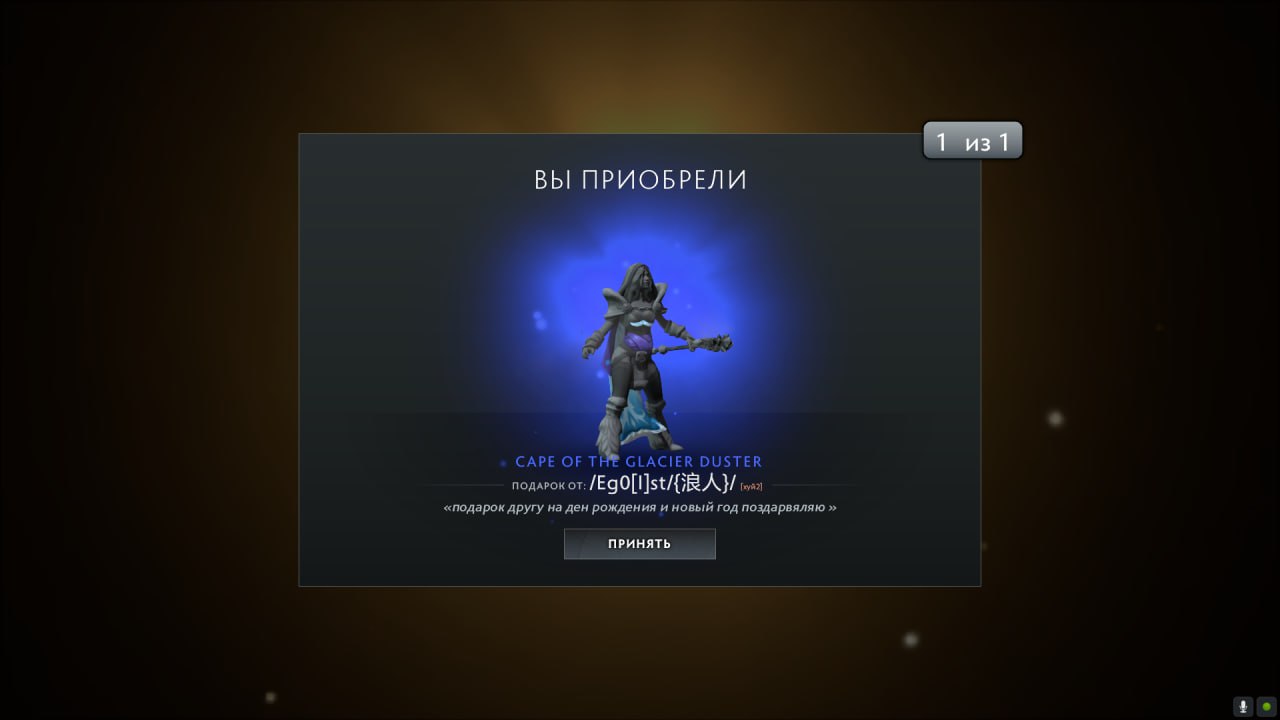 1 из 1
ВЫ ПРИОБРЕЛИ
CAPE OF THE GLACIER DUSTER
ПОДАРОК ОТ: /Eg0[I]st/{浪人}/ [хуй2]
«подарок другу на ден рождения и новый год поздарвяляю »
ПРИНЯТЬ